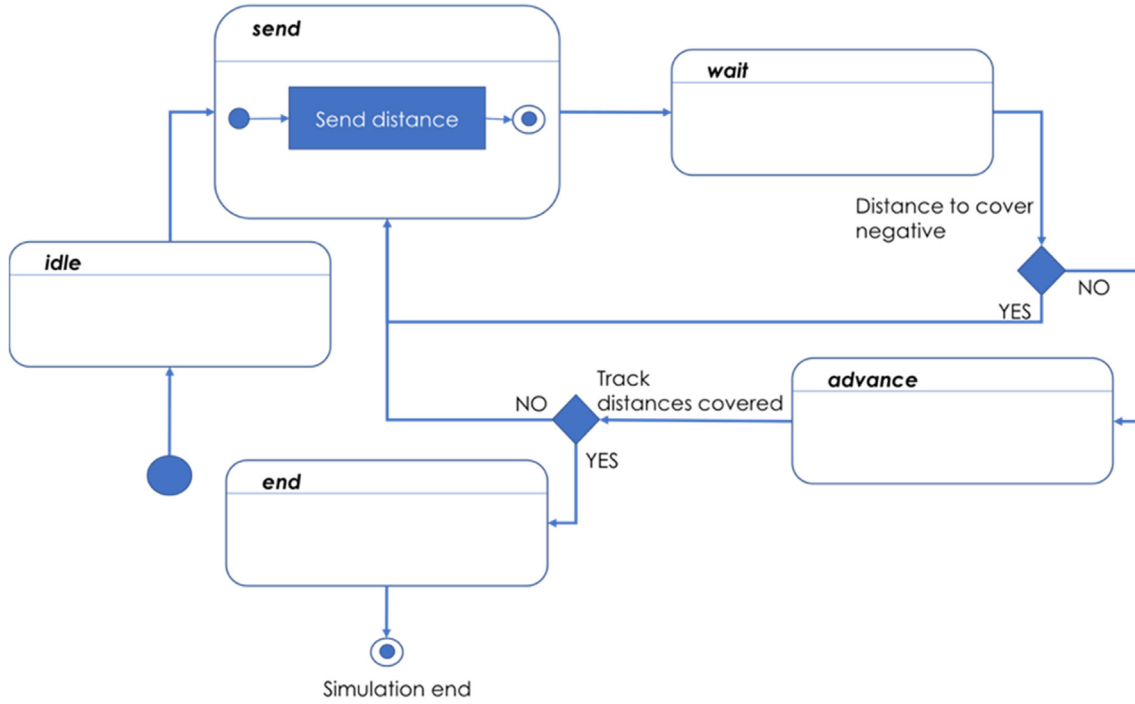 send
Send distance
wait
Distance to cover
negative
idle
NO
YES
advance
Track
distances covered
NO
YES
end
Simulation end